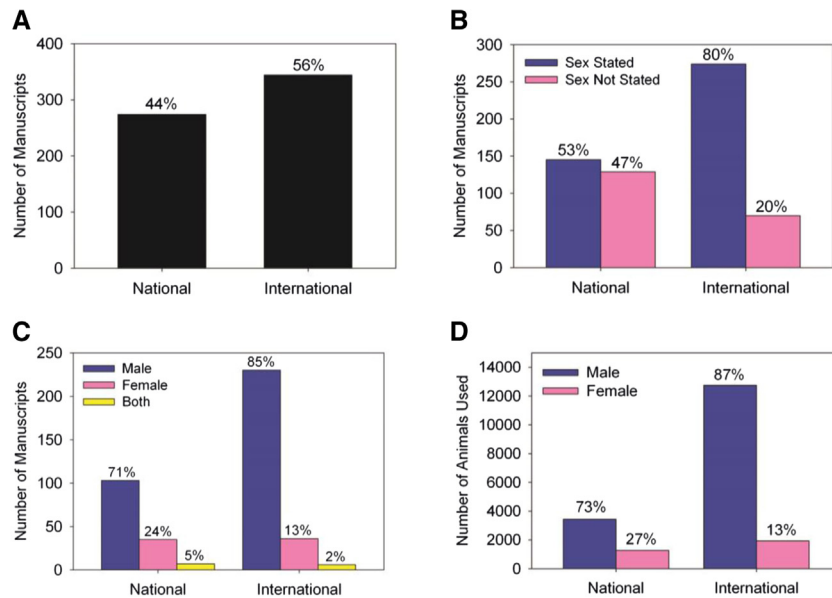 A
Number of Manuscripts
400
300
200
100
0
44%
56%
National
International
B
Number of Manuscripts
300
250
200
150
100
50
0
Sex Stated
Sex Not Stated
53%
47%
80%
20%
National
International
C
Number of Manuscripts
250
200
150
100
50
0
Male
Female
Both
71%
24%
5%
85%
13%
2%
National
International
D
Number of Animals Used
14000
12000
10000
8000
6000
4000
2000
0
Male
Female
73%
27%
87%
13%
National
International